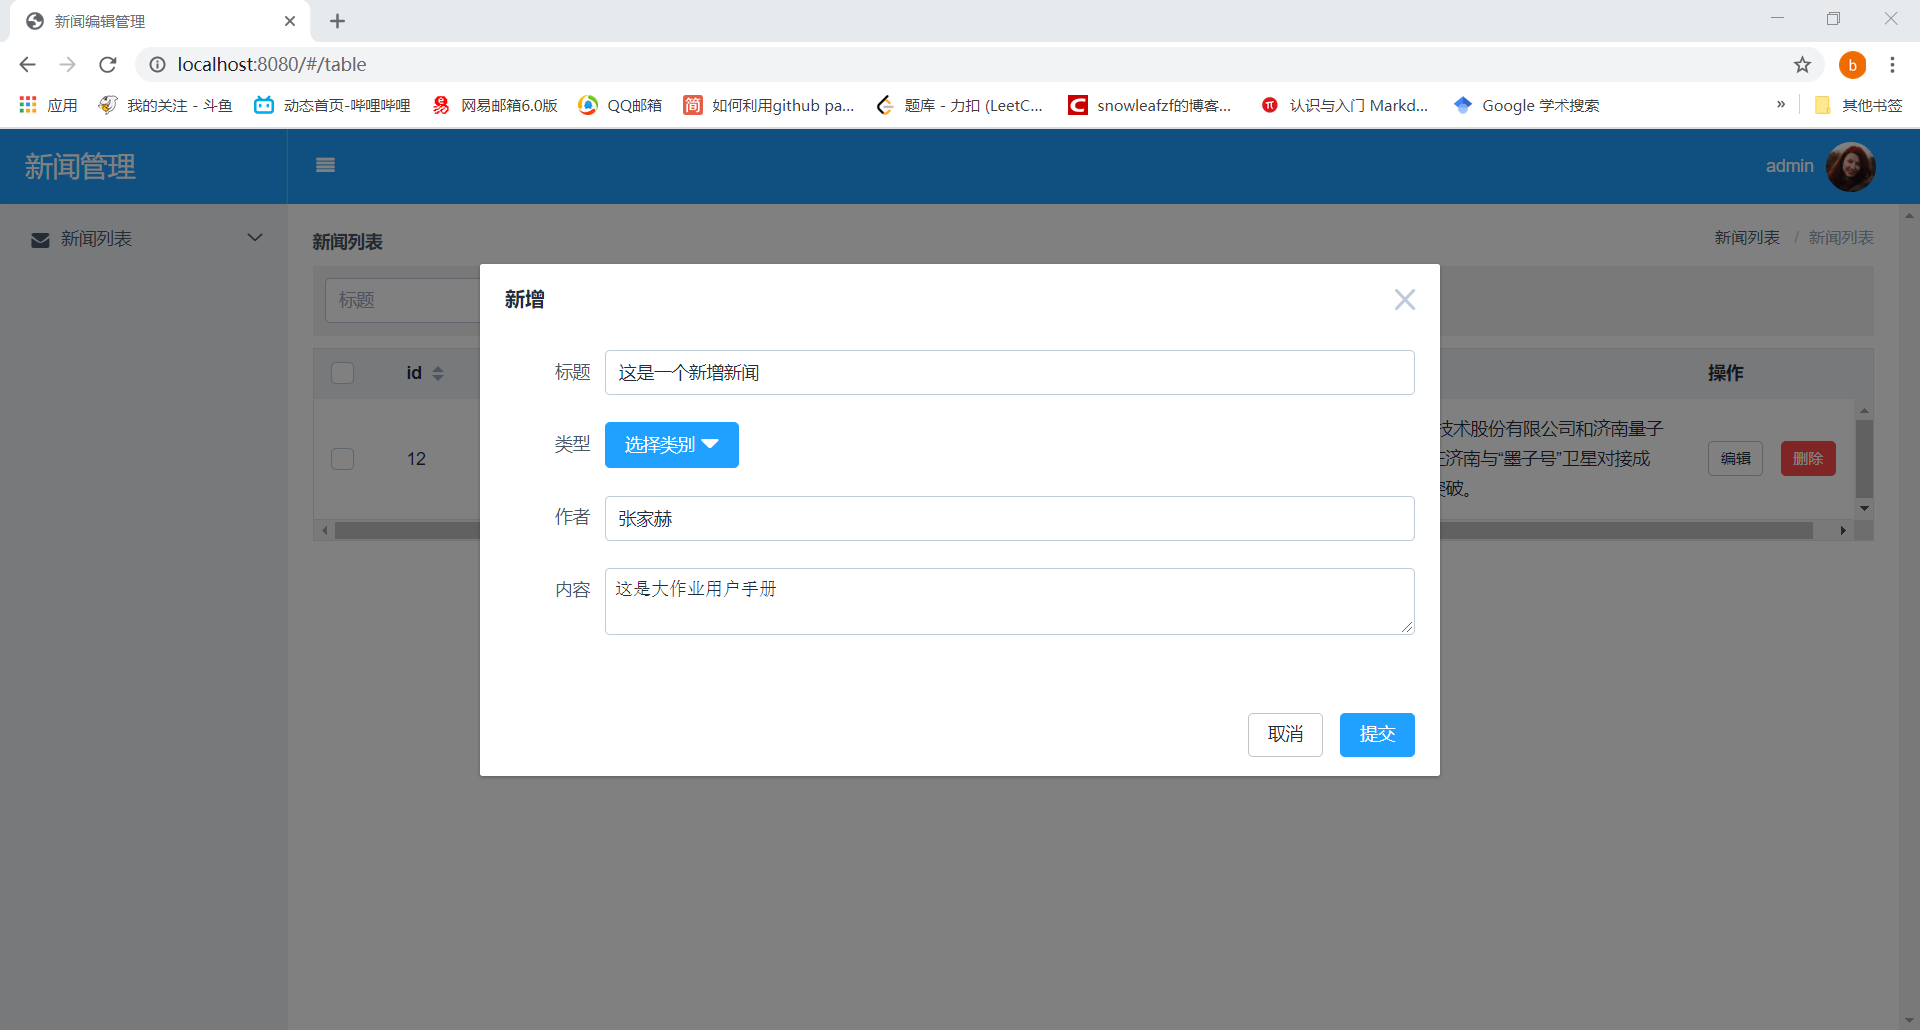 新闻编辑管理
localhost:8080/#/table
b
应用
我的关注 - 斗鱼
动态首页-哔哩哔哩
网易邮箱6.0版
QQ邮箱
简
如何利用github pa...
题库 - 力扣 (LeetC...
snowleafzf的博客...
认识与入门 Markd...
Google 学术搜索
»
其他书签
新闻管理
admin
新闻列表
新闻列表
新闻列表 / 新闻列表
标题
id
操作
12
技术股份有限公司和济南量子
济南与“墨子号”卫星对接成
破。
编辑
删除
新增
标题
这是一个新增新闻
类型
选择类别
作者
张家赫
内容
这是大作业用户手册
取消
提交